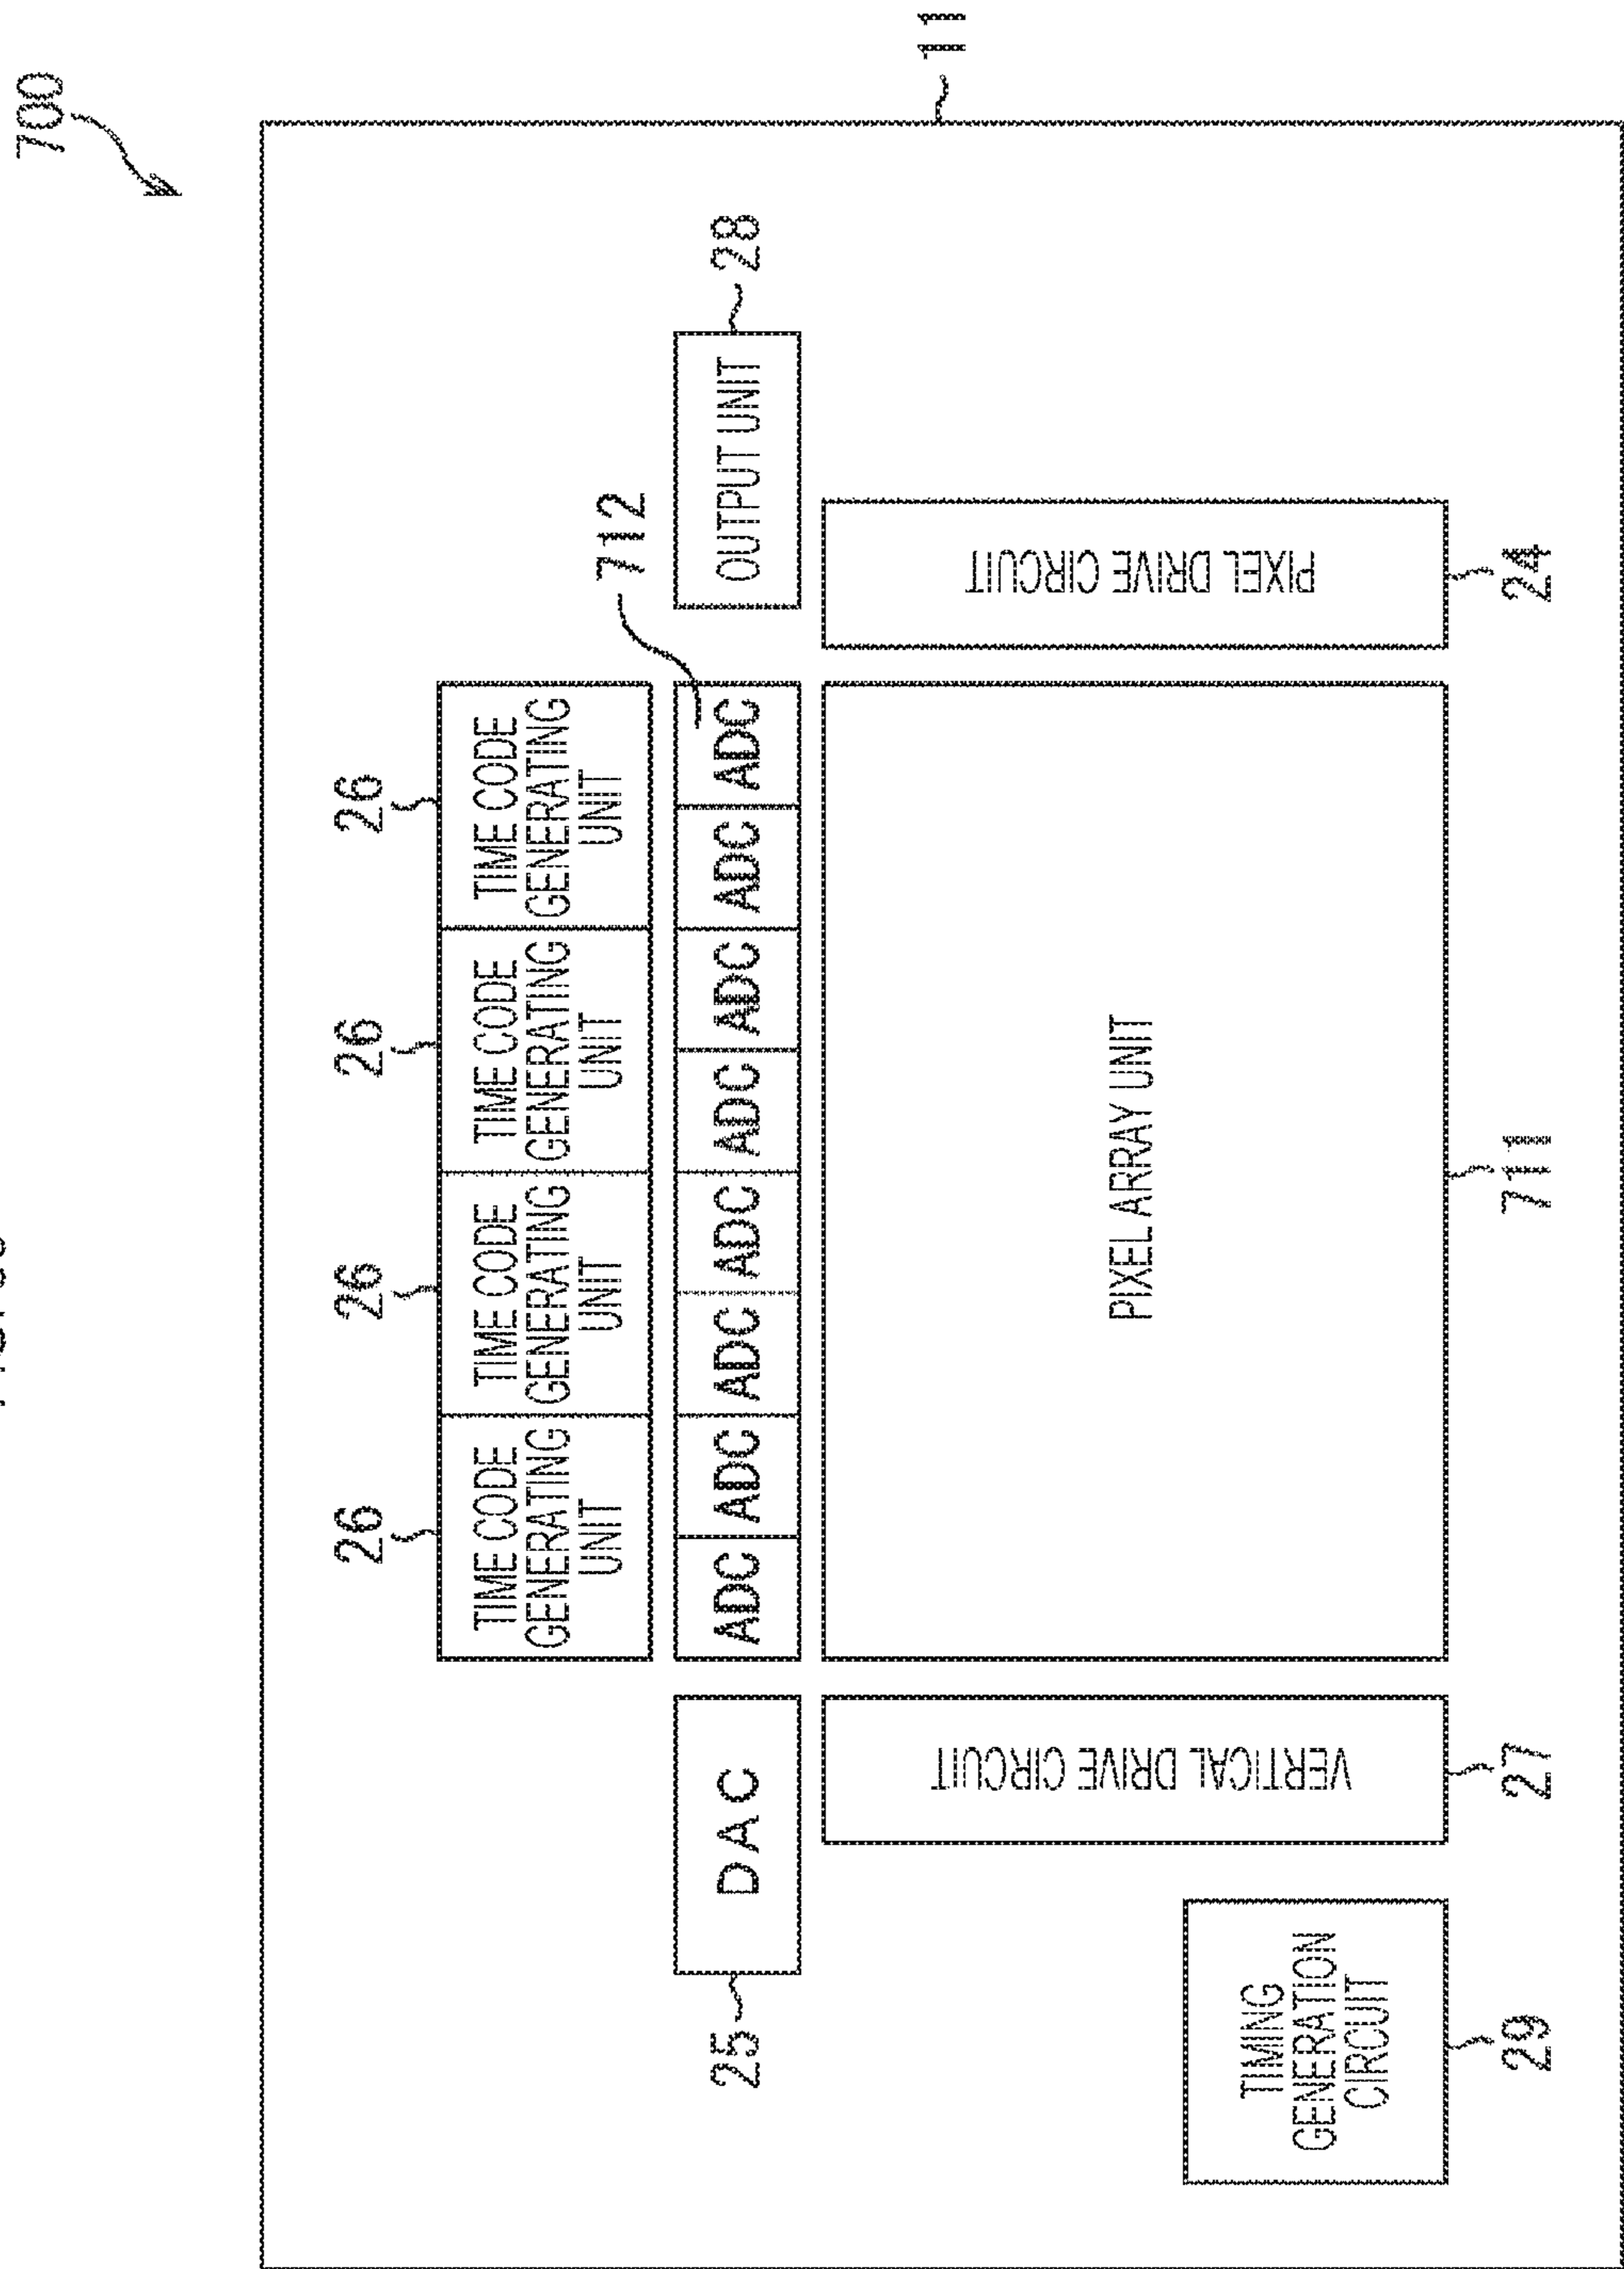 700
11
26
26
26
26
TIME CODE
GENERATING
UNIT
TIME CODE
GENERATING
UNIT
TIME CODE
GENERATING
UNIT
TIME CODE
GENERATING
UNIT
712
25
DAC
ADC
ADC
ADC
ADC
ADC
ADC
ADC
ADC
OUTPUT UNIT
28
VERTICAL DRIVE CIRCUIT
PIXEL ARRAY UNIT
PIXEL DRIVE CIRCUIT
TIMING
GENERATION
CIRCUIT
29
27
711
24